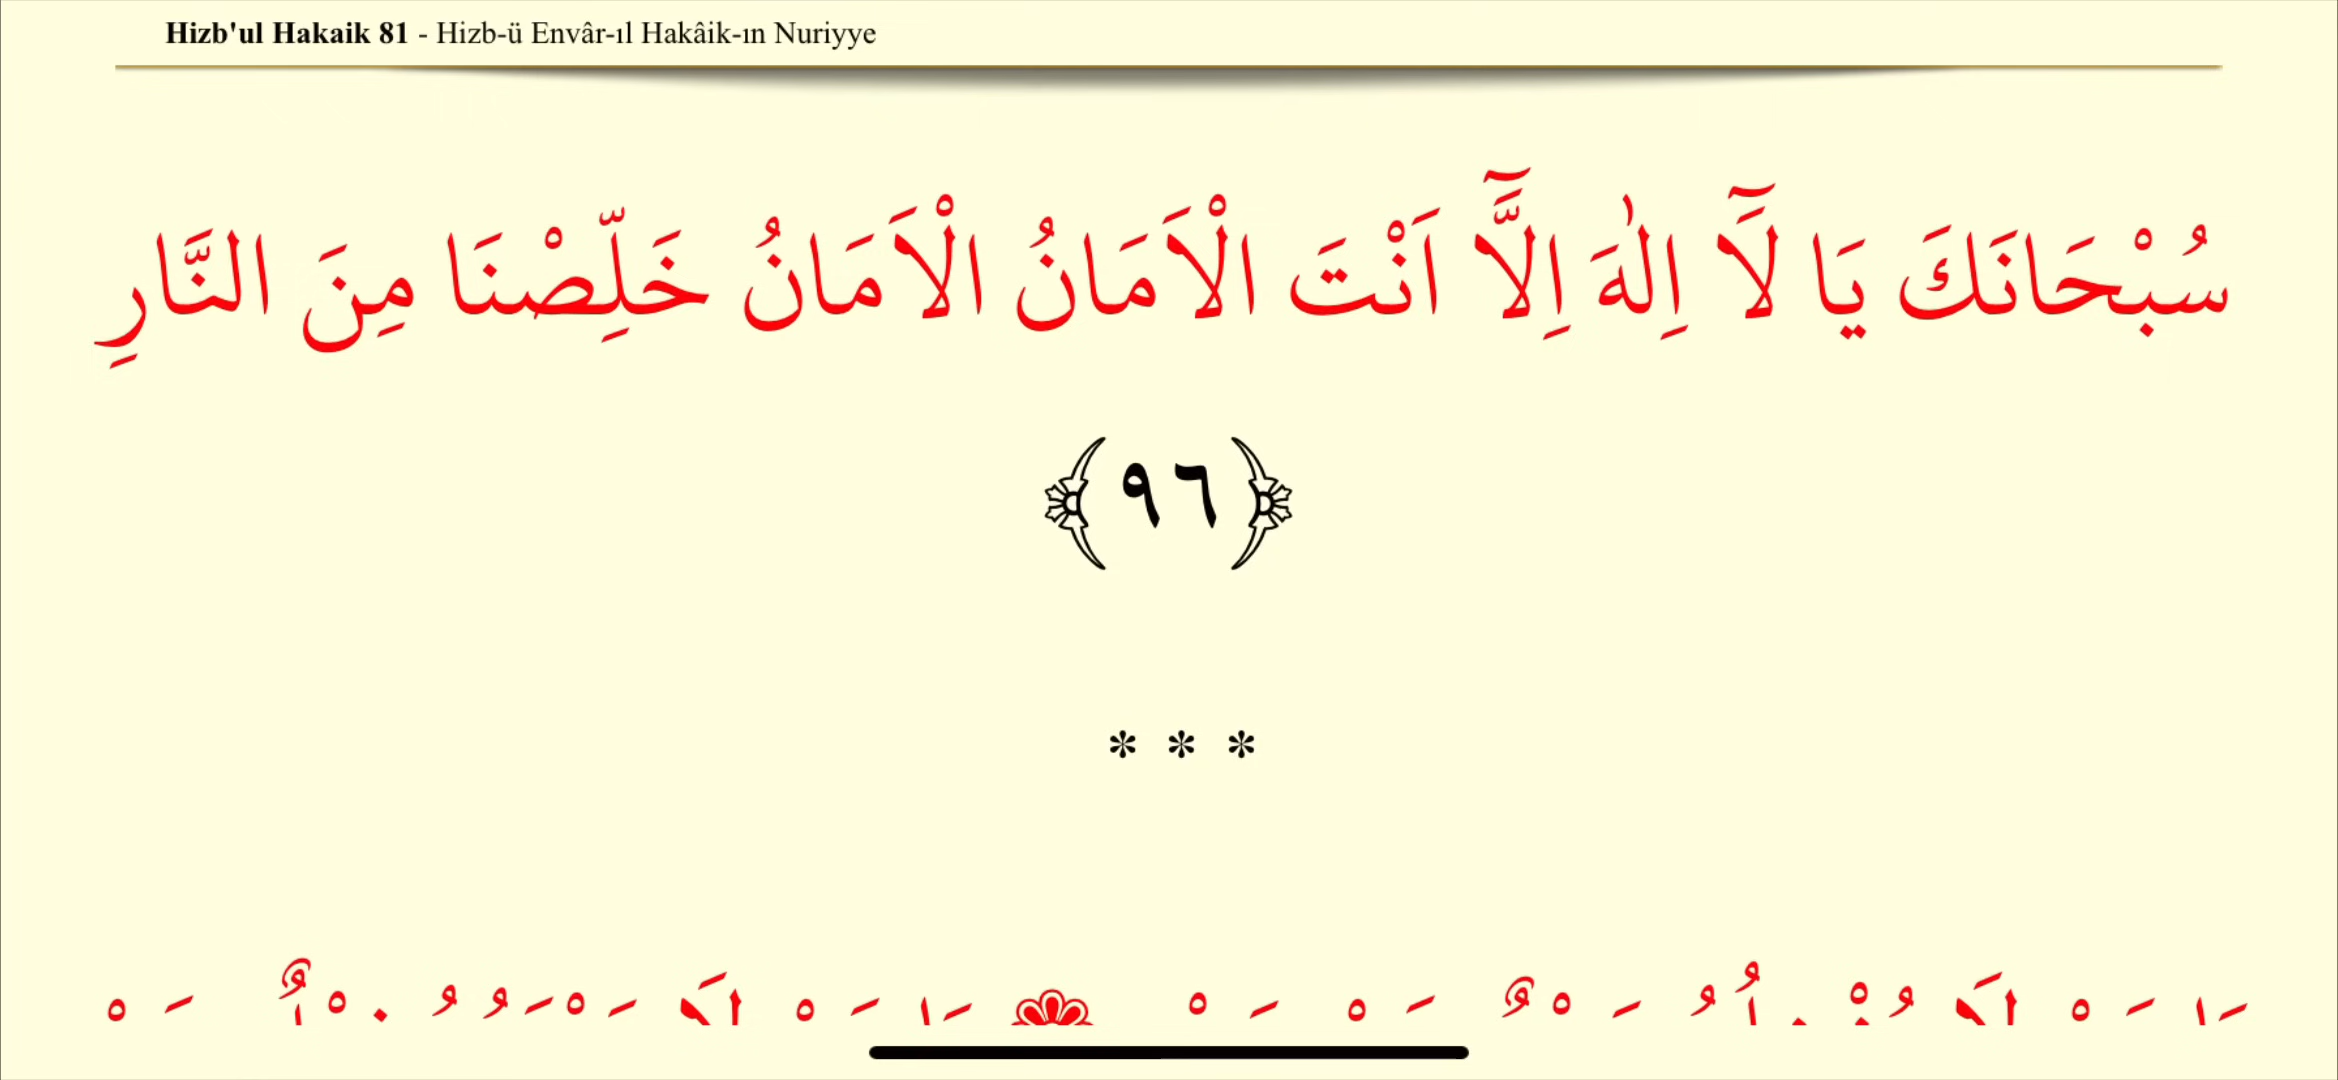 Hizb'ul Hakaik 81 - Hizb-ü Envâr-ıl Hakâik-ın Nuriyye
سُبْحَانَكَ يَا لَآ اِلٰهَ اِلَّٓا اَنْتَ الْاَمَانُ الْاَمَانُ خَلِّصْنَا مِنَ النَّارِ
﴿٩٦﴾
* * *